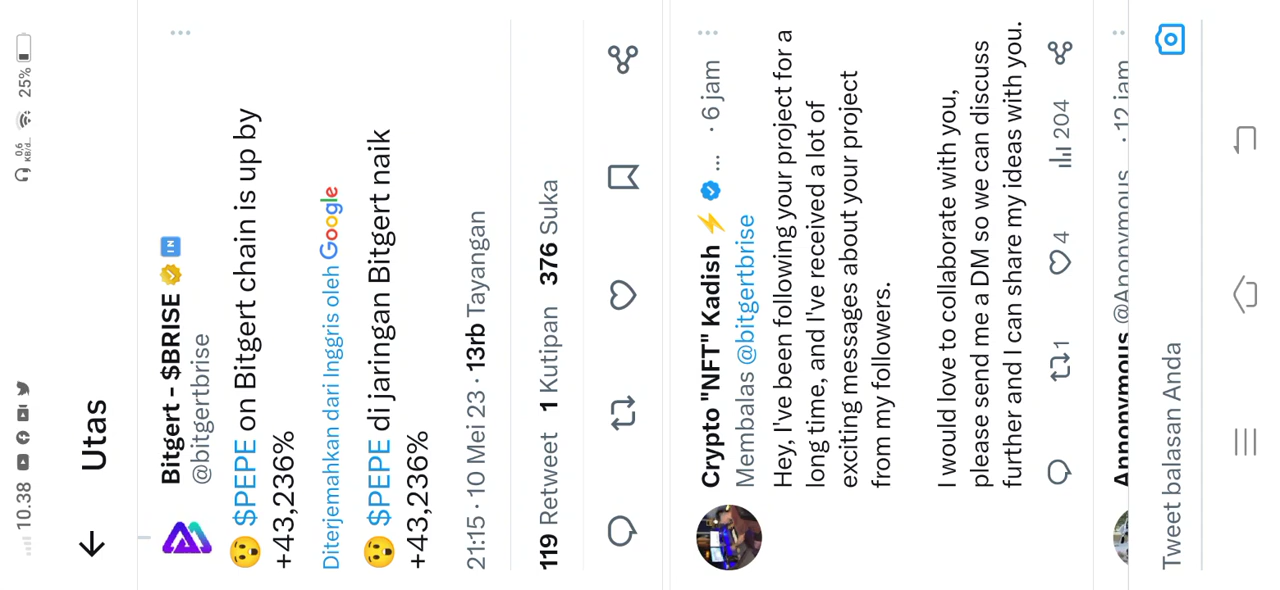 10.38
0,6
KB/d..
25%
Utas
Bitgert - $BRISE
@bitgertbrise
😲 $PEPE on Bitgert chain is up by
+43,236%
Diterjemahkan dari Inggris oleh Google
😲 $PEPE di jaringan Bitgert naik
+43,236%
21:15 · 10 Mei 23 · 13rb Tayangan
119 Retweet 1 Kutipan 376 Suka
Crypto "NFT" Kadish ⚡ ... · 6 jam
Membalas @bitgertbrise
Hey, I've been following your project for a
long time, and I've received a lot of
exciting messages about your project
from my followers.
I would love to collaborate with you,
please send me a DM so we can discuss
further and I can share my ideas with you.
1 4 204
Anponymous @Anponymous · 12 jam
Tweet balasan Anda